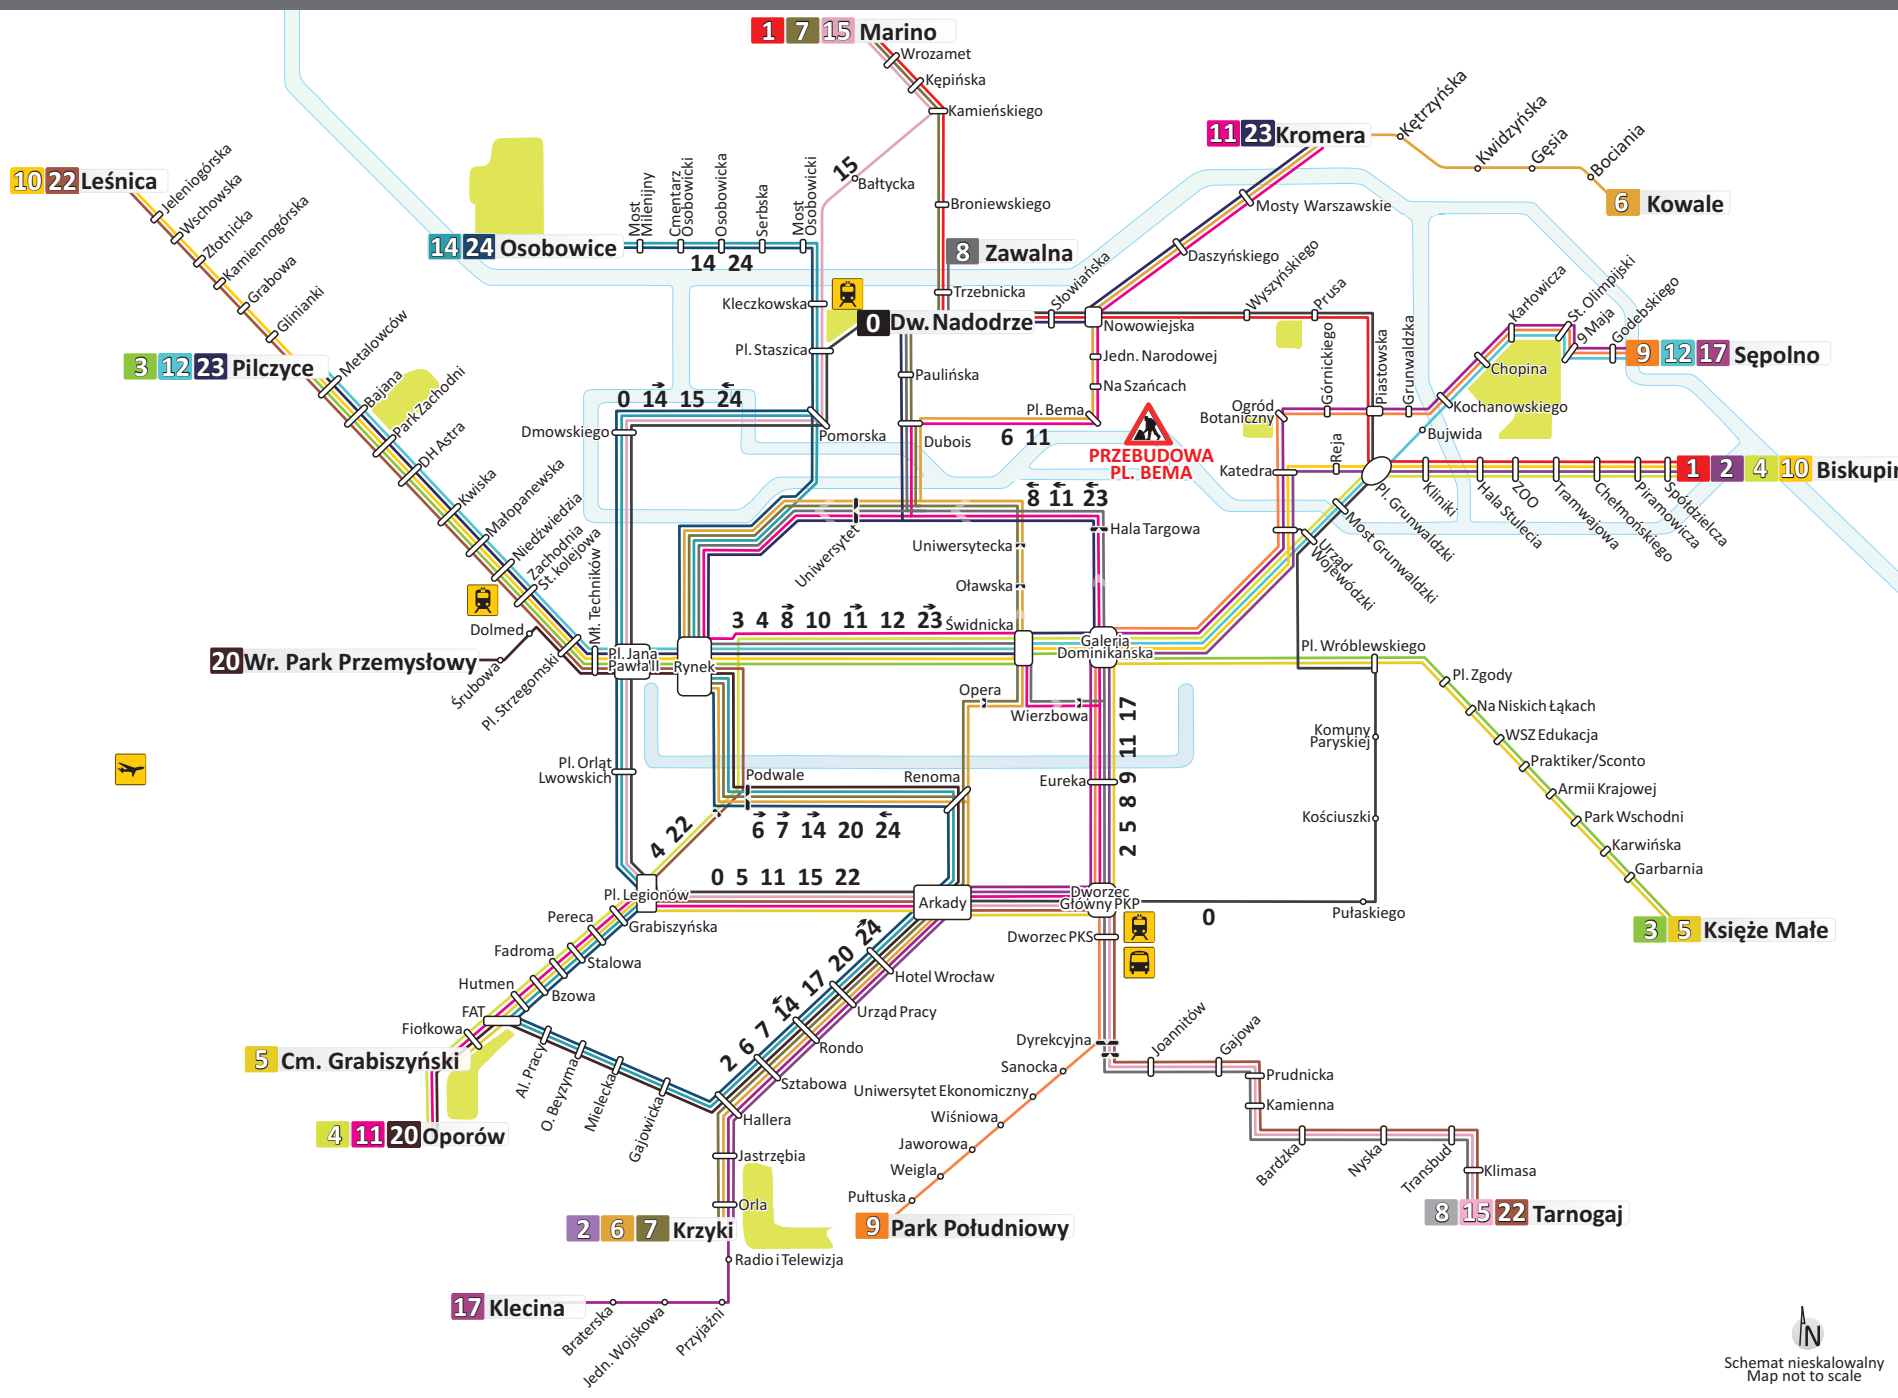 1 7 15 Marino
Wrozamet
Kępińska
Kamieńskiego
15
Bałtycka
Broniewskiego
8 Zawalna
Trzebnicka
11 23 Kromera
Kętrzyńska
Kwidzyńska
Gęsia
Bociania
6 Kowale
Mosty Warszawskie
Daszyńskiego
Słowiańska
Wyszyńskiego
Prusa
Nowowiejska
Jedn. Narodowej
Na Szańcach
Pl. Bema
6 11
PRZEBUDOWA
PL. BEMA
10 22 Leśnica
Jeleniogórska
Wschowska
Złotnicka
Kamiennogórska
Grabowa
Glinianki
3 12 23 Pilczyce
Metalowców
Bajana
Park Zachodni
DH Astra
Kwiska
Małopanewska
Niedźwiedzia
Zachodnia
St. kolejowa
Mł. Techników
14 24 Osobowice
Most
Milenijny
Cmentarz
Osobowicki
Osobowicka
Serbska
Most
Osobowicki
14 24
Kleczkowska
0 Dw. Nadodrze
Pl. Staszica
Paulińska
0 14 15 24
Dmowskiego
Pomorska
Dubois
Górnickiego
Piastowska
Grunwaldzka
Ogród
Botaniczny
Reja
Katedra
Karłowicza
St. Olimpijski
9 Maja
Godebskiego
9 12 17 Sępolno
Chopina
Kochanowskiego
Bujwida
1 2 4 10 Biskupin
Pl. Grunwaldzki
Kliniki
Hala Stulecia
ZOO
Tramwajowa
Chełmońskiego
Piramowicza
Spółdzielcza
Most Grunwaldzki
Urząd
Wojewódzki
8 11 23
Hala Targowa
Uniwersytet
Uniwersytecka
Oławska
Świdnicka
3 4 8 10 11 12 23
Galeria
Dominikańska
Dolmed
20 Wr. Park Przemysłowy
Śrubowa
Pl. Strzegomski
Pl. Jana
Pawła II
Rynek
Opera
Wierzbowa
Pl. Wróblewskiego
Pl. Zgody
Na Niskich Łąkach
WSZ Edukacja
Praktiker/Sconto
Armii Krajowej
Park Wschodni
Karwińska
Garbarnia
3 5 Księże Małe
Komuny
Paryskiej
Kościuszki
Pułaskiego
0
Pl. Orląt
Lwowskich
Podwale
Renoma
Eureka
2 5 8 9 11 17
6 7 14 20 24
4 22
0 5 11 15 22
Pl. Legionów
Arkady
Dworzec
Główny PKP
Dworzec PKS
Pereca
Grabiszyńska
Fadroma
Stalowa
Hutmen
Bzowa
FAT
Fiołkowa
5 Cm. Grabiszyński
4 11 20 Oporów
Al. Pracy
O. Beyzyma
Mielecka
Gajowicka
2 6 7 14 17 20 24
Hotel Wrocław
Urząd Pracy
Rondo
Sztabowa
Hallera
Jastrzębia
Orla
2 6 7 Krzyki
Radio i Telewizja
17 Klecina
Braterska
Jedn. Wojskowa
Przyjaźni
Dyrekcyjna
Sanocka
Uniwersytet Ekonomiczny
Wiśniowa
Jaworowa
Weigla
Pułtuska
9 Park Południowy
Joannitów
Gajowa
Prudnicka
Kamienna
Bardzka
Nyska
Transbud
Klimasa
8 15 22 Tarnogaj
N
Schemat nieskalowalny
Map not to scale